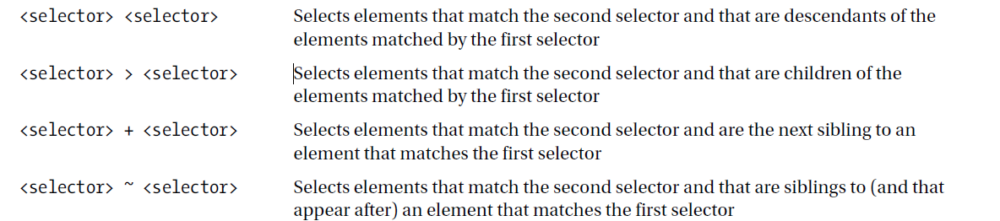 <selector> <selector> Selects elements that match the second selector and that are descendants of the
elements matched by the first selector
<selector> > <selector> Selects elements that match the second selector and that are children of the
elements matched by the first selector
<selector> + <selector> Selects elements that match the second selector and are the next sibling to an
element that matches the first selector
<selector> ~ <selector> Selects elements that match the second selector and that are siblings to (and that
appear after) an element that matches the first selector